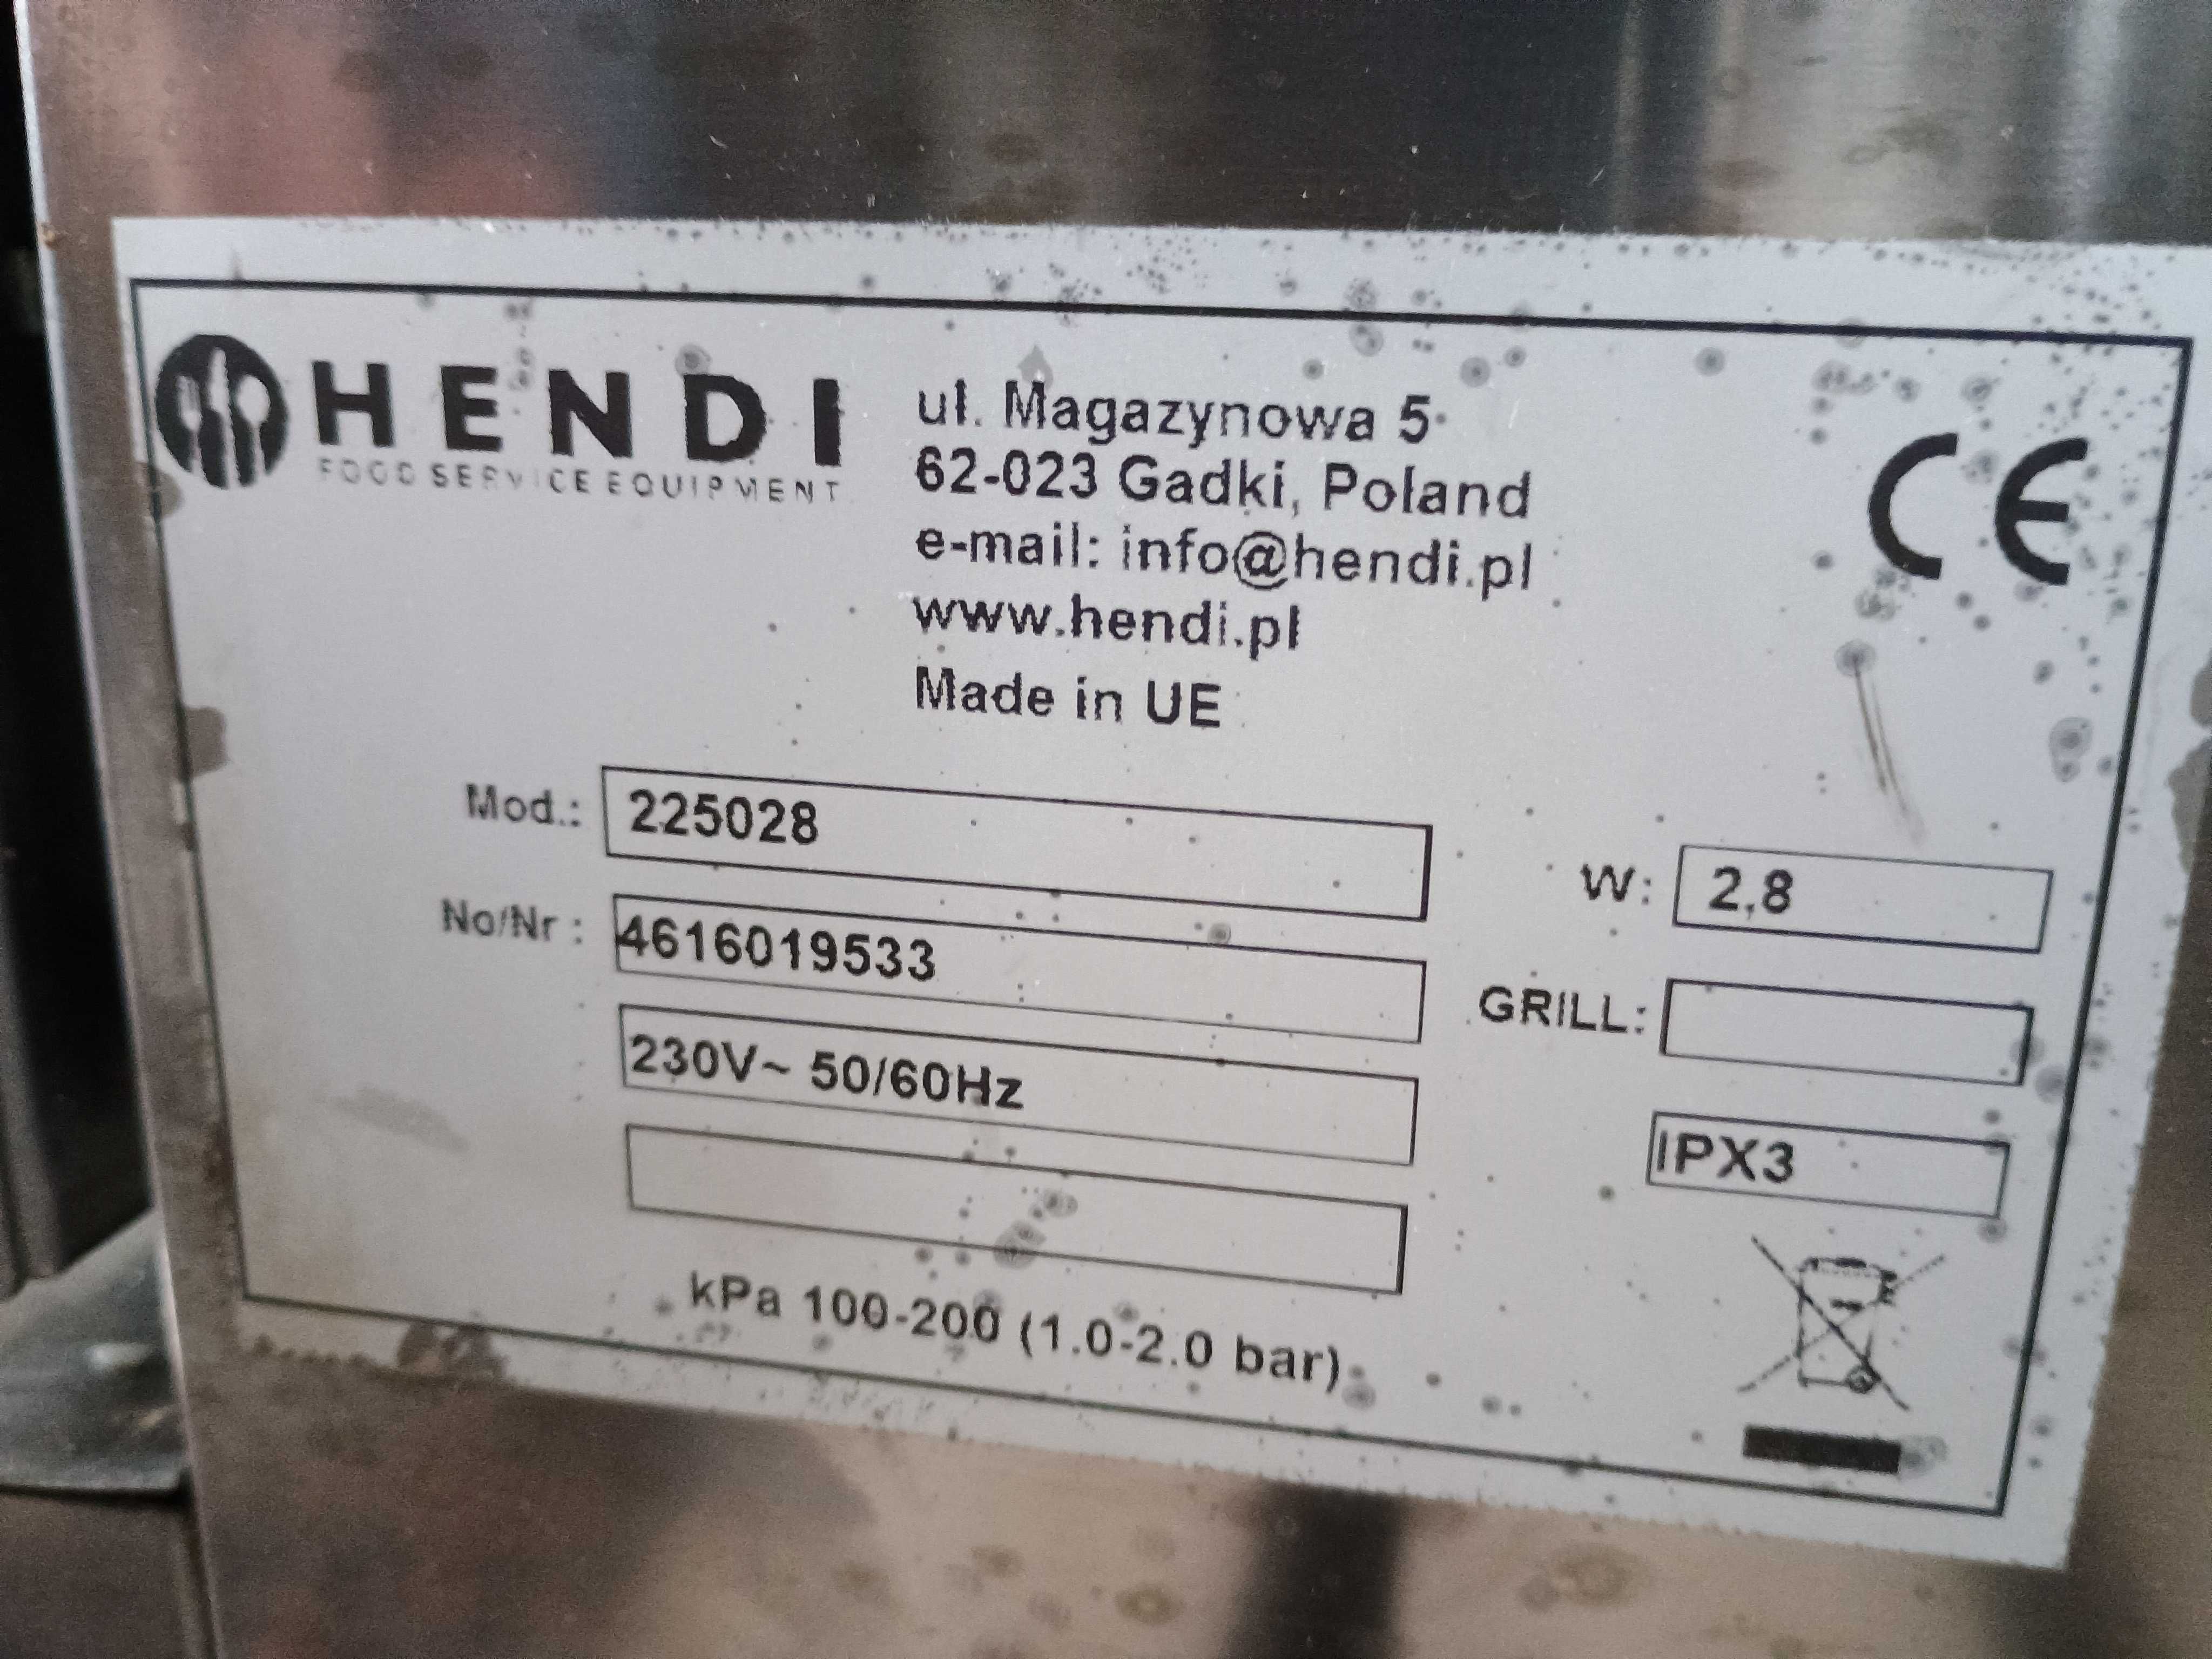 HENDI
FOOD SERVICE EQUIPMENT
ul. Magazynowa 5
62-023 Gadki, Poland
e-mail: info@hendi.pl
www.hendi.pl
Made in UE
CE
Mod.: 225028
W: 2,8
No/Nr : 4616019533
GRILL:
230V~ 50/60Hz
IPX3
kPa 100-200 (1.0-2.0 bar)